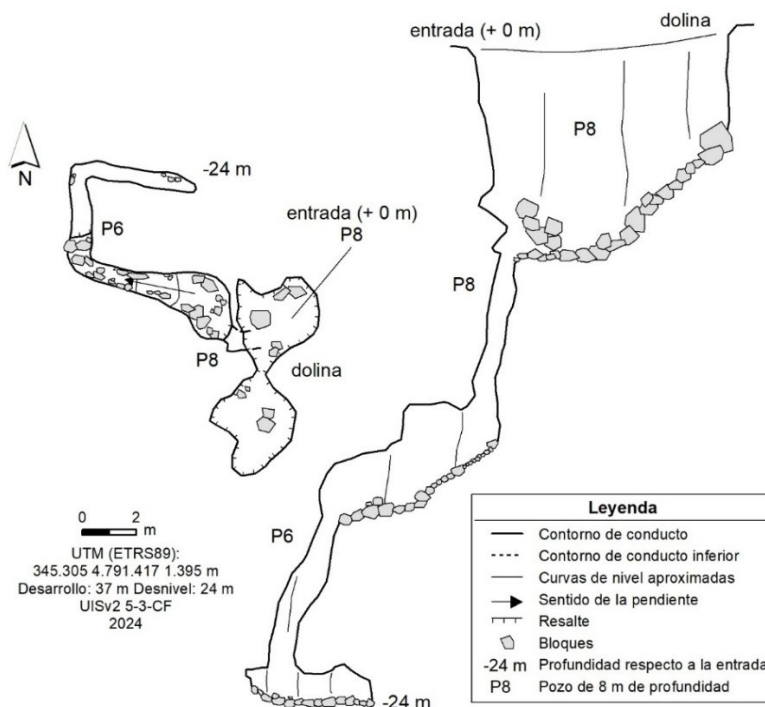 entrada (+ 0 m)
dolina
P8
N
-24 m
P6
entrada (+ 0 m)
P8
P8
P8
dolina
P6
-24 m
0 2
m
UTM (ETRS89):
345.305 4.791.417 1.395 m
Desarrollo: 37 m Desnivel: 24 m
UISv2 5-3-CF
2024
Leyenda
Contorno de conducto
Contorno de conducto inferior
Curvas de nivel aproximadas
Sentido de la pendiente
Resalte
Bloques
-24 m Profundidad respecto a la entrada
P8 Pozo de 8 m de profundidad